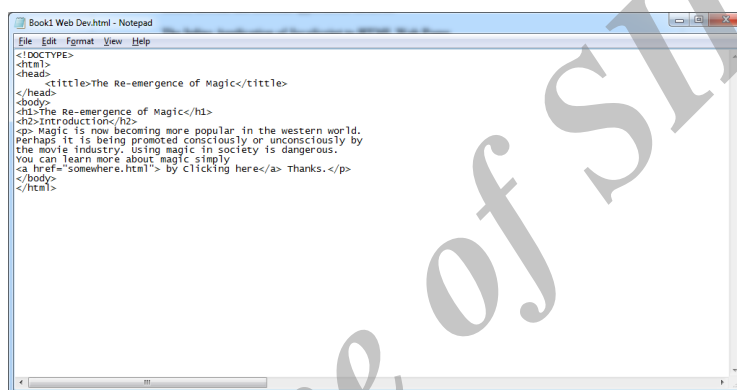 Book1 Web Dev.html - Notepad
File Edit Format View Help
<!DOCTYPE>
<html>
<head>
<tittle>The Re-emergence of Magic</tittle>
</head>
<body>
<h1>The Re-emergence of Magic</h1>
<h2>Introduction</h2>
<p> Magic is now becoming more popular in the western world.
Perhaps it is being promoted consciously or unconsciously by
the movie industry. Using magic in society is dangerous.
You can learn more about magic simply
<a href="somewhere.html"> by Clicking here</a> Thanks.</p>
</body>
</html>
of SI